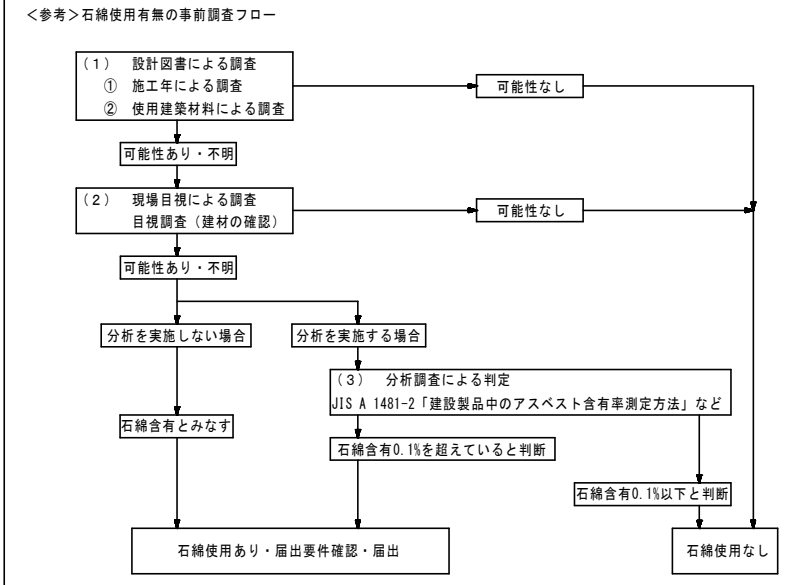 ＜参考＞石綿使用有無の事前調査フロー
（１）　設計図書による調査
①　施工年による調査
②　使用建築材料による調査
可能性なし
可能性あり・不明
（２）　現場目視による調査
目視調査（建材の確認）
可能性なし
可能性あり・不明
分析を実施しない場合
分析を実施する場合
（３）　分析調査による判定
JIS A 1481-2「建設製品中のアスベスト含有率測定方法」など
石綿含有とみなす
石綿含有0.1%を超えていると判断
石綿含有0.1%以下と判断
石綿使用あり・届出要件確認・届出
石綿使用なし